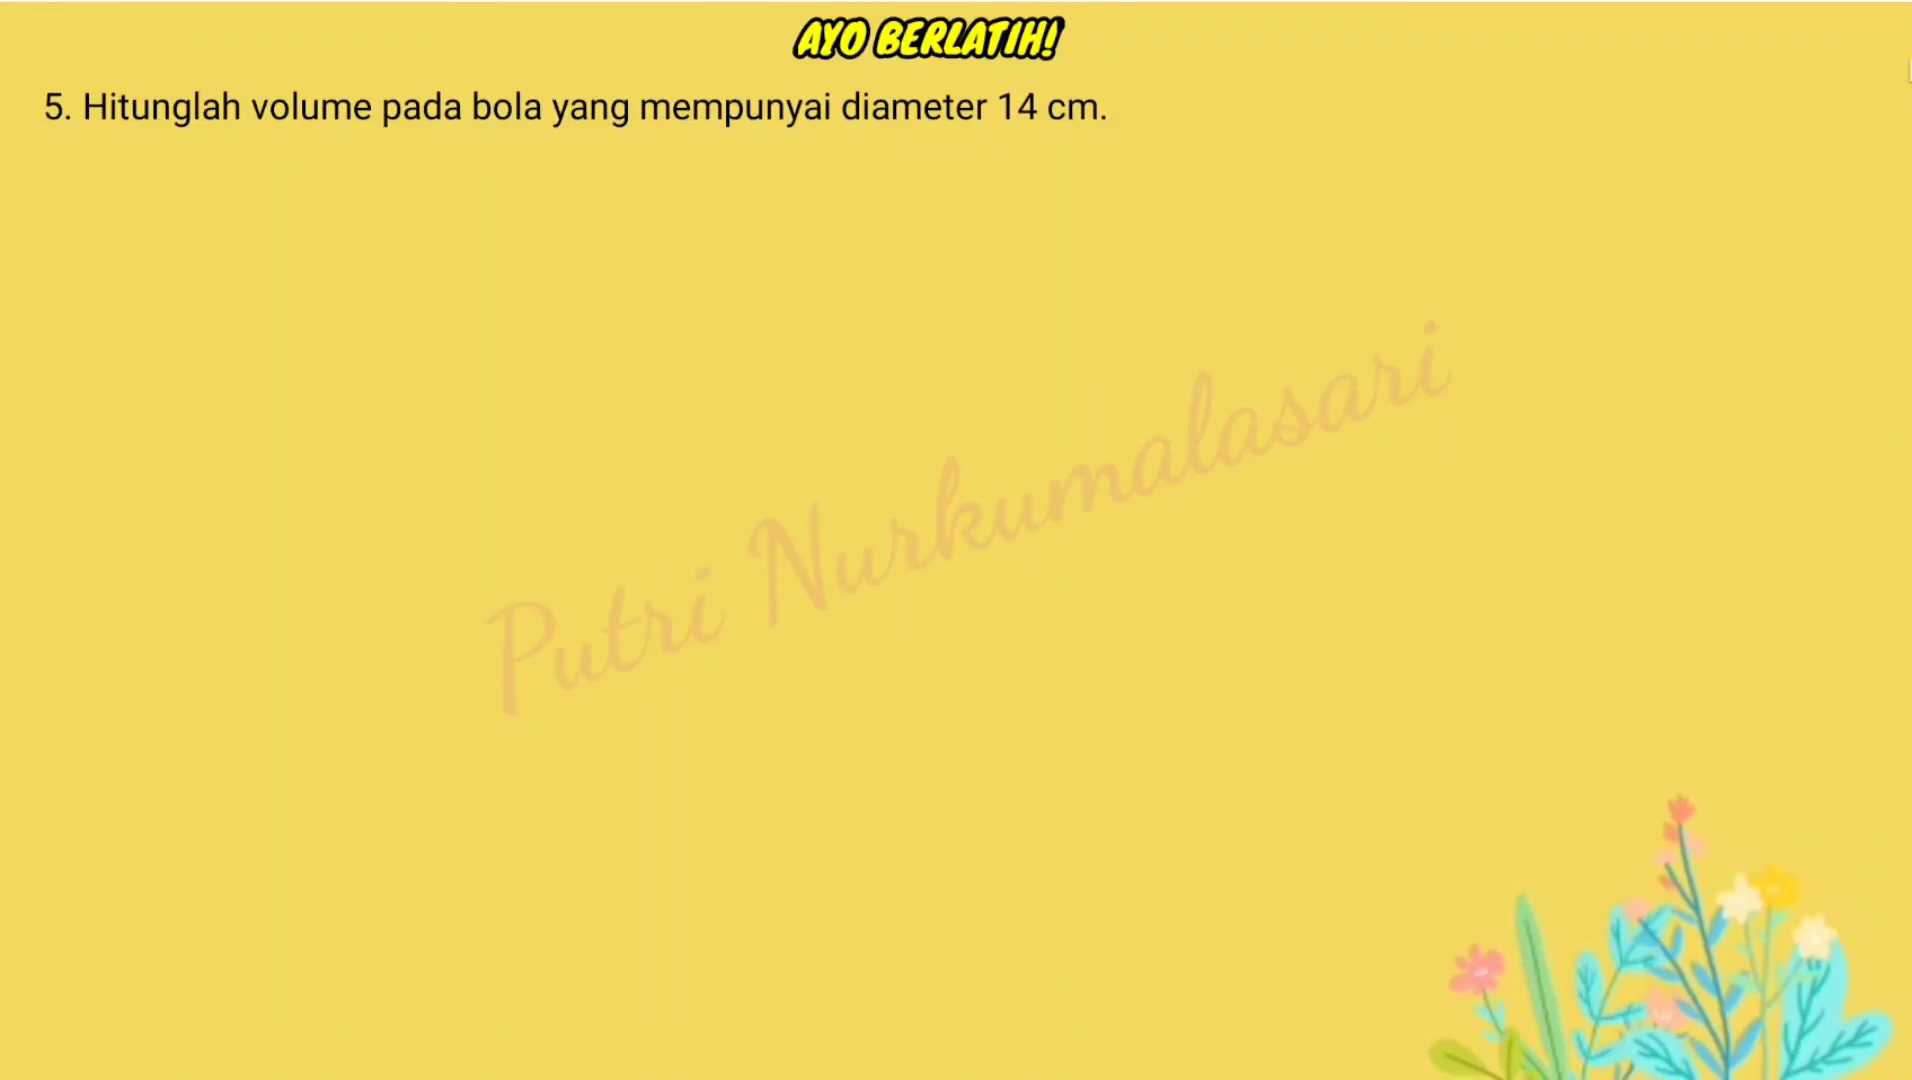 AYO BERLATIH!
5. Hitunglah volume pada bola yang mempunyai diameter 14 cm.
Putri Nurkumalasari